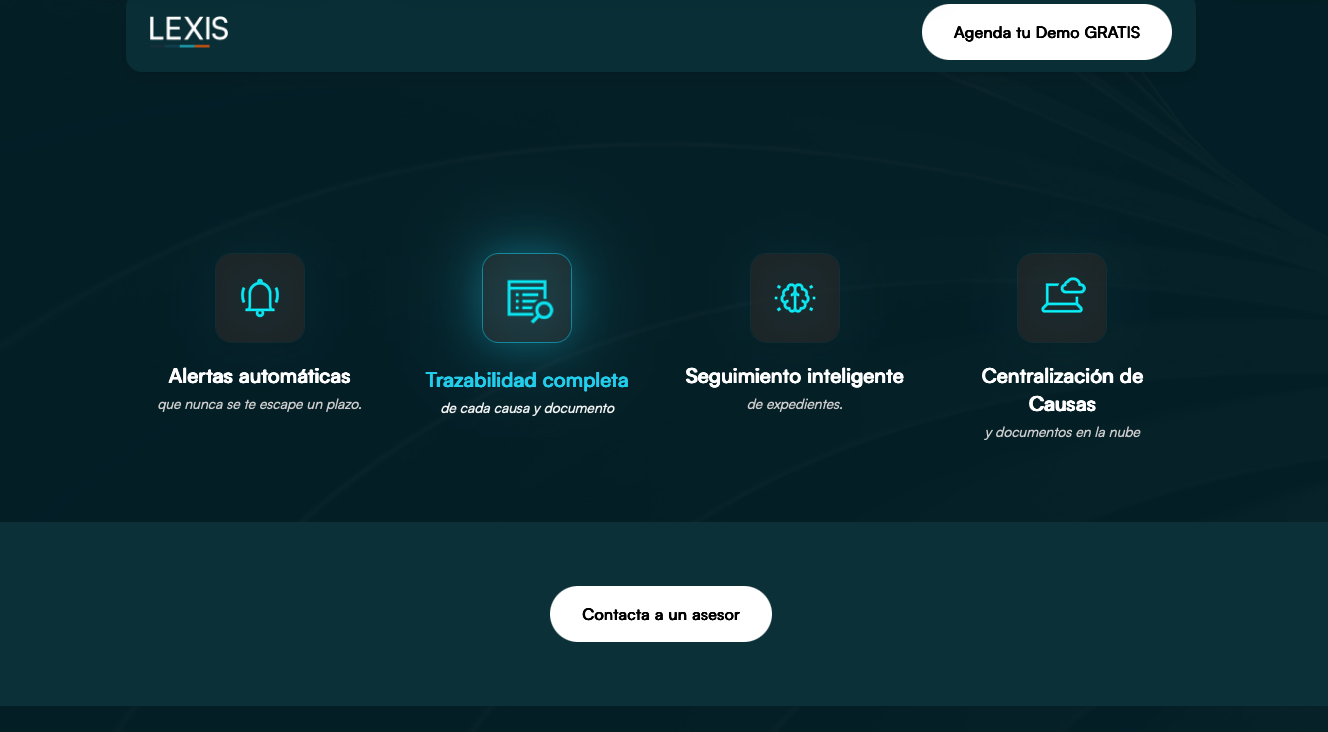 LEXIS
Agenda tu Demo GRATIS
Alertas automáticas
que nunca se te escape un plazo.
Trazabilidad completa
de cada causa y documento
Seguimiento inteligente
de expedientes.
Centralización de
Causas
y documentos en la nube
Contacta a un asesor